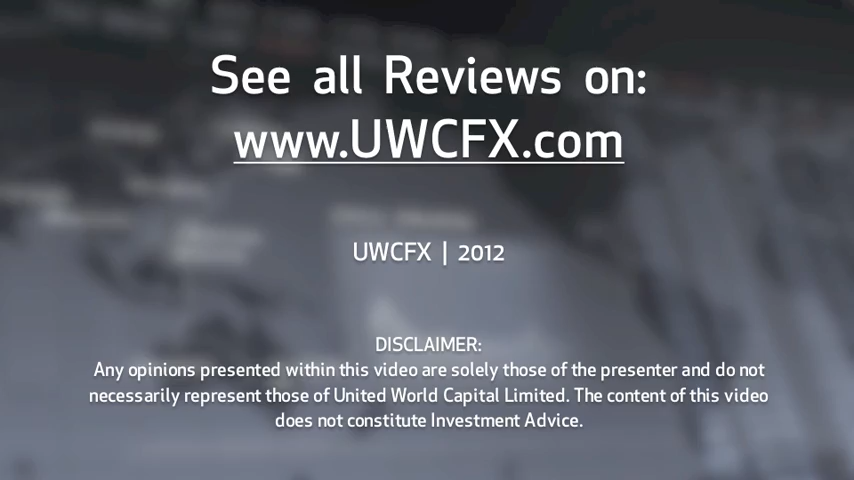 See all Reviews on:
www.UWCFX.com
UWCFX | 2012
DISCLAIMER:
Any opinions presented within this video are solely those of the presenter and do not
necessarily represent those of United World Capital Limited. The content of this video
does not constitute Investment Advice.